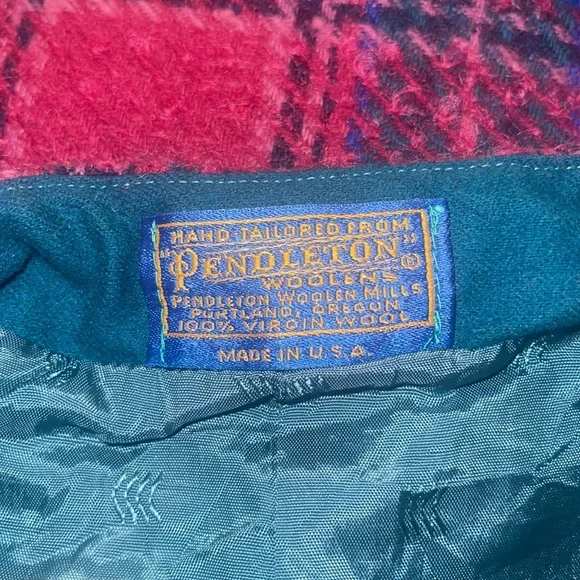 HAND-TAILORED FROM
"PENDLETON"®
WOOLENS
PENDLETON WOOLEN MILLS
PORTLAND, OREGON
100% VIRGIN WOOL
MADE IN U.S.A.